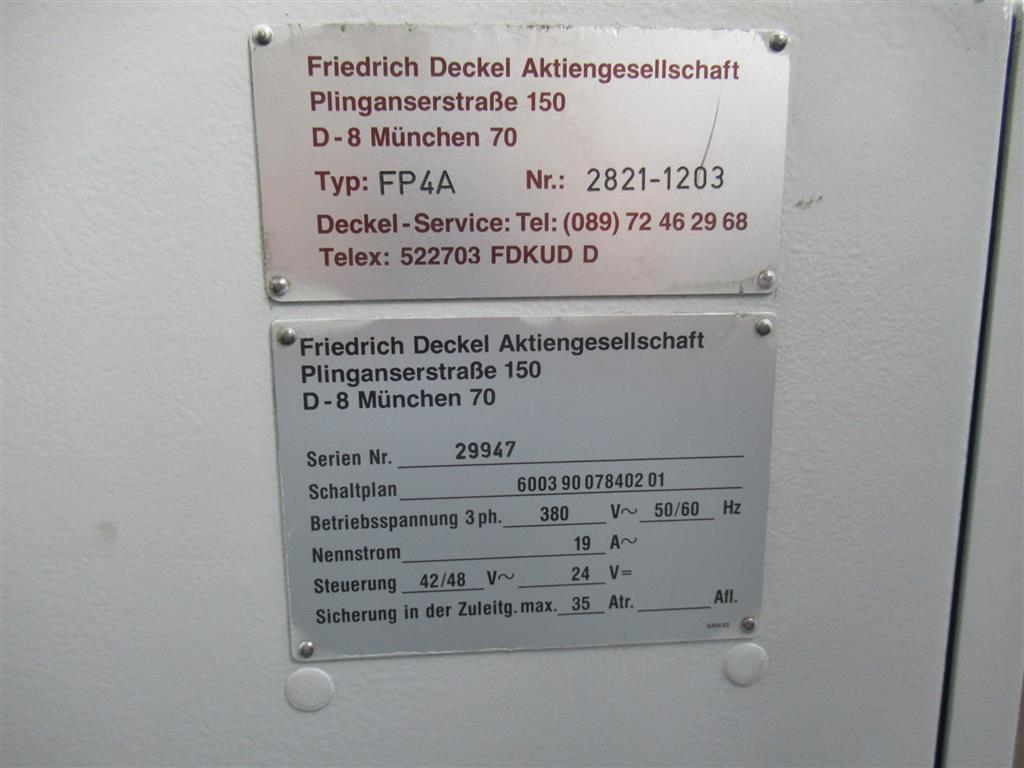 Friedrich Deckel Aktiengesellschaft
Plinganserstraße 150
D-8 München 70
Typ: FP4A Nr.: 2821-1203
Deckel-Service: Tel: (089) 72 46 29 68
Telex: 522703 FDKUD D
Friedrich Deckel Aktiengesellschaft
Plinganserstraße 150
D-8 München 70
Serien Nr. 29947
Schaltplan 6003 90 078402 01
Betriebsspannung 3 ph. 380 V~ 50/60 Hz
Nennstrom 19 A~
Steuerung 42/48 V~ 24 V=
Sicherung in der Zuleitg. max. 35 Atr. Afl.